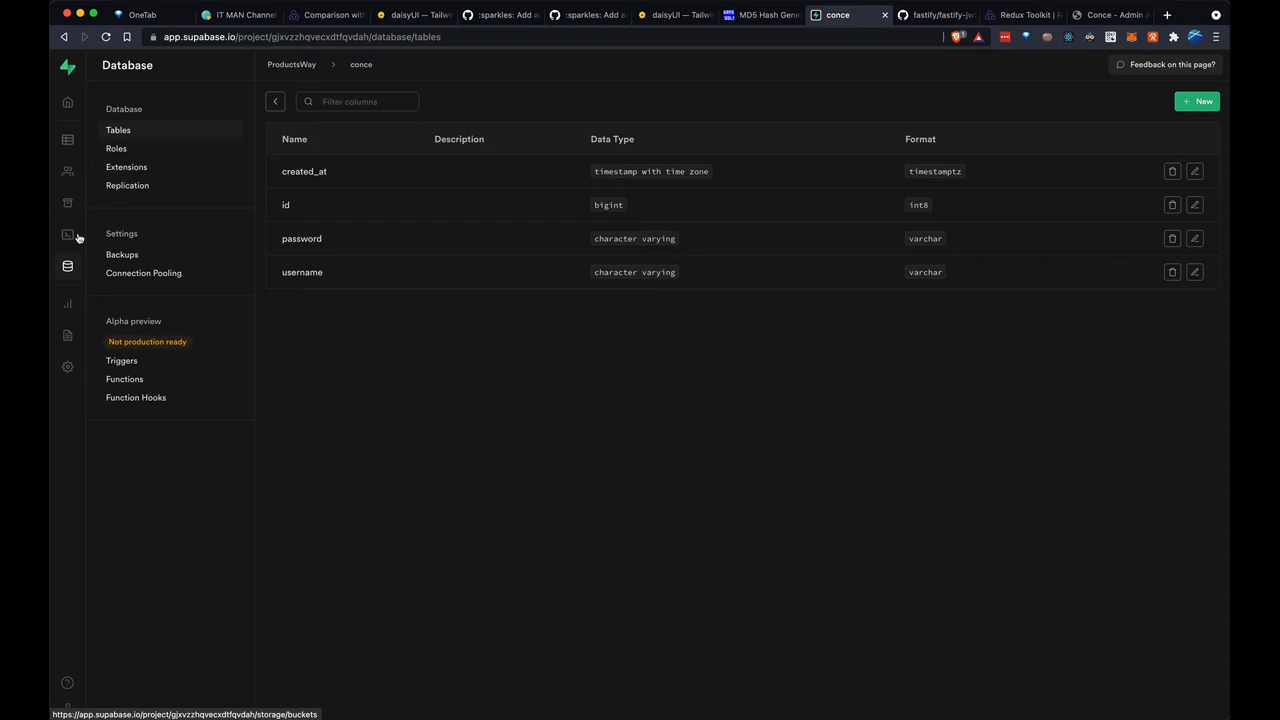 OneTab
IT MAN Channel
Comparison with
daisyUI — Tailwi
:sparkles: Add a
:sparkles: Add a
daisyUI — Tailwi
MD5 Hash Gene
conce
fastify/fastify-jw
Redux Toolkit | R
Conce - Admin A
app.supabase.io/project/gjxvzzhqvecxdtfqvdah/database/tables
Database
ProductsWay > conce
Feedback on this page?
Database
Tables
Roles
Extensions
Replication
Settings
Backups
Connection Pooling
Alpha preview
Not production ready
Triggers
Functions
Function Hooks
Filter columns
+ New
Name Description Data Type Format
created_at timestamp with time zone timestamptz
id bigint int8
password character varying varchar
username character varying varchar
https://app.supabase.io/project/gjxvzzhqvecxdtfqvdah/storage/buckets